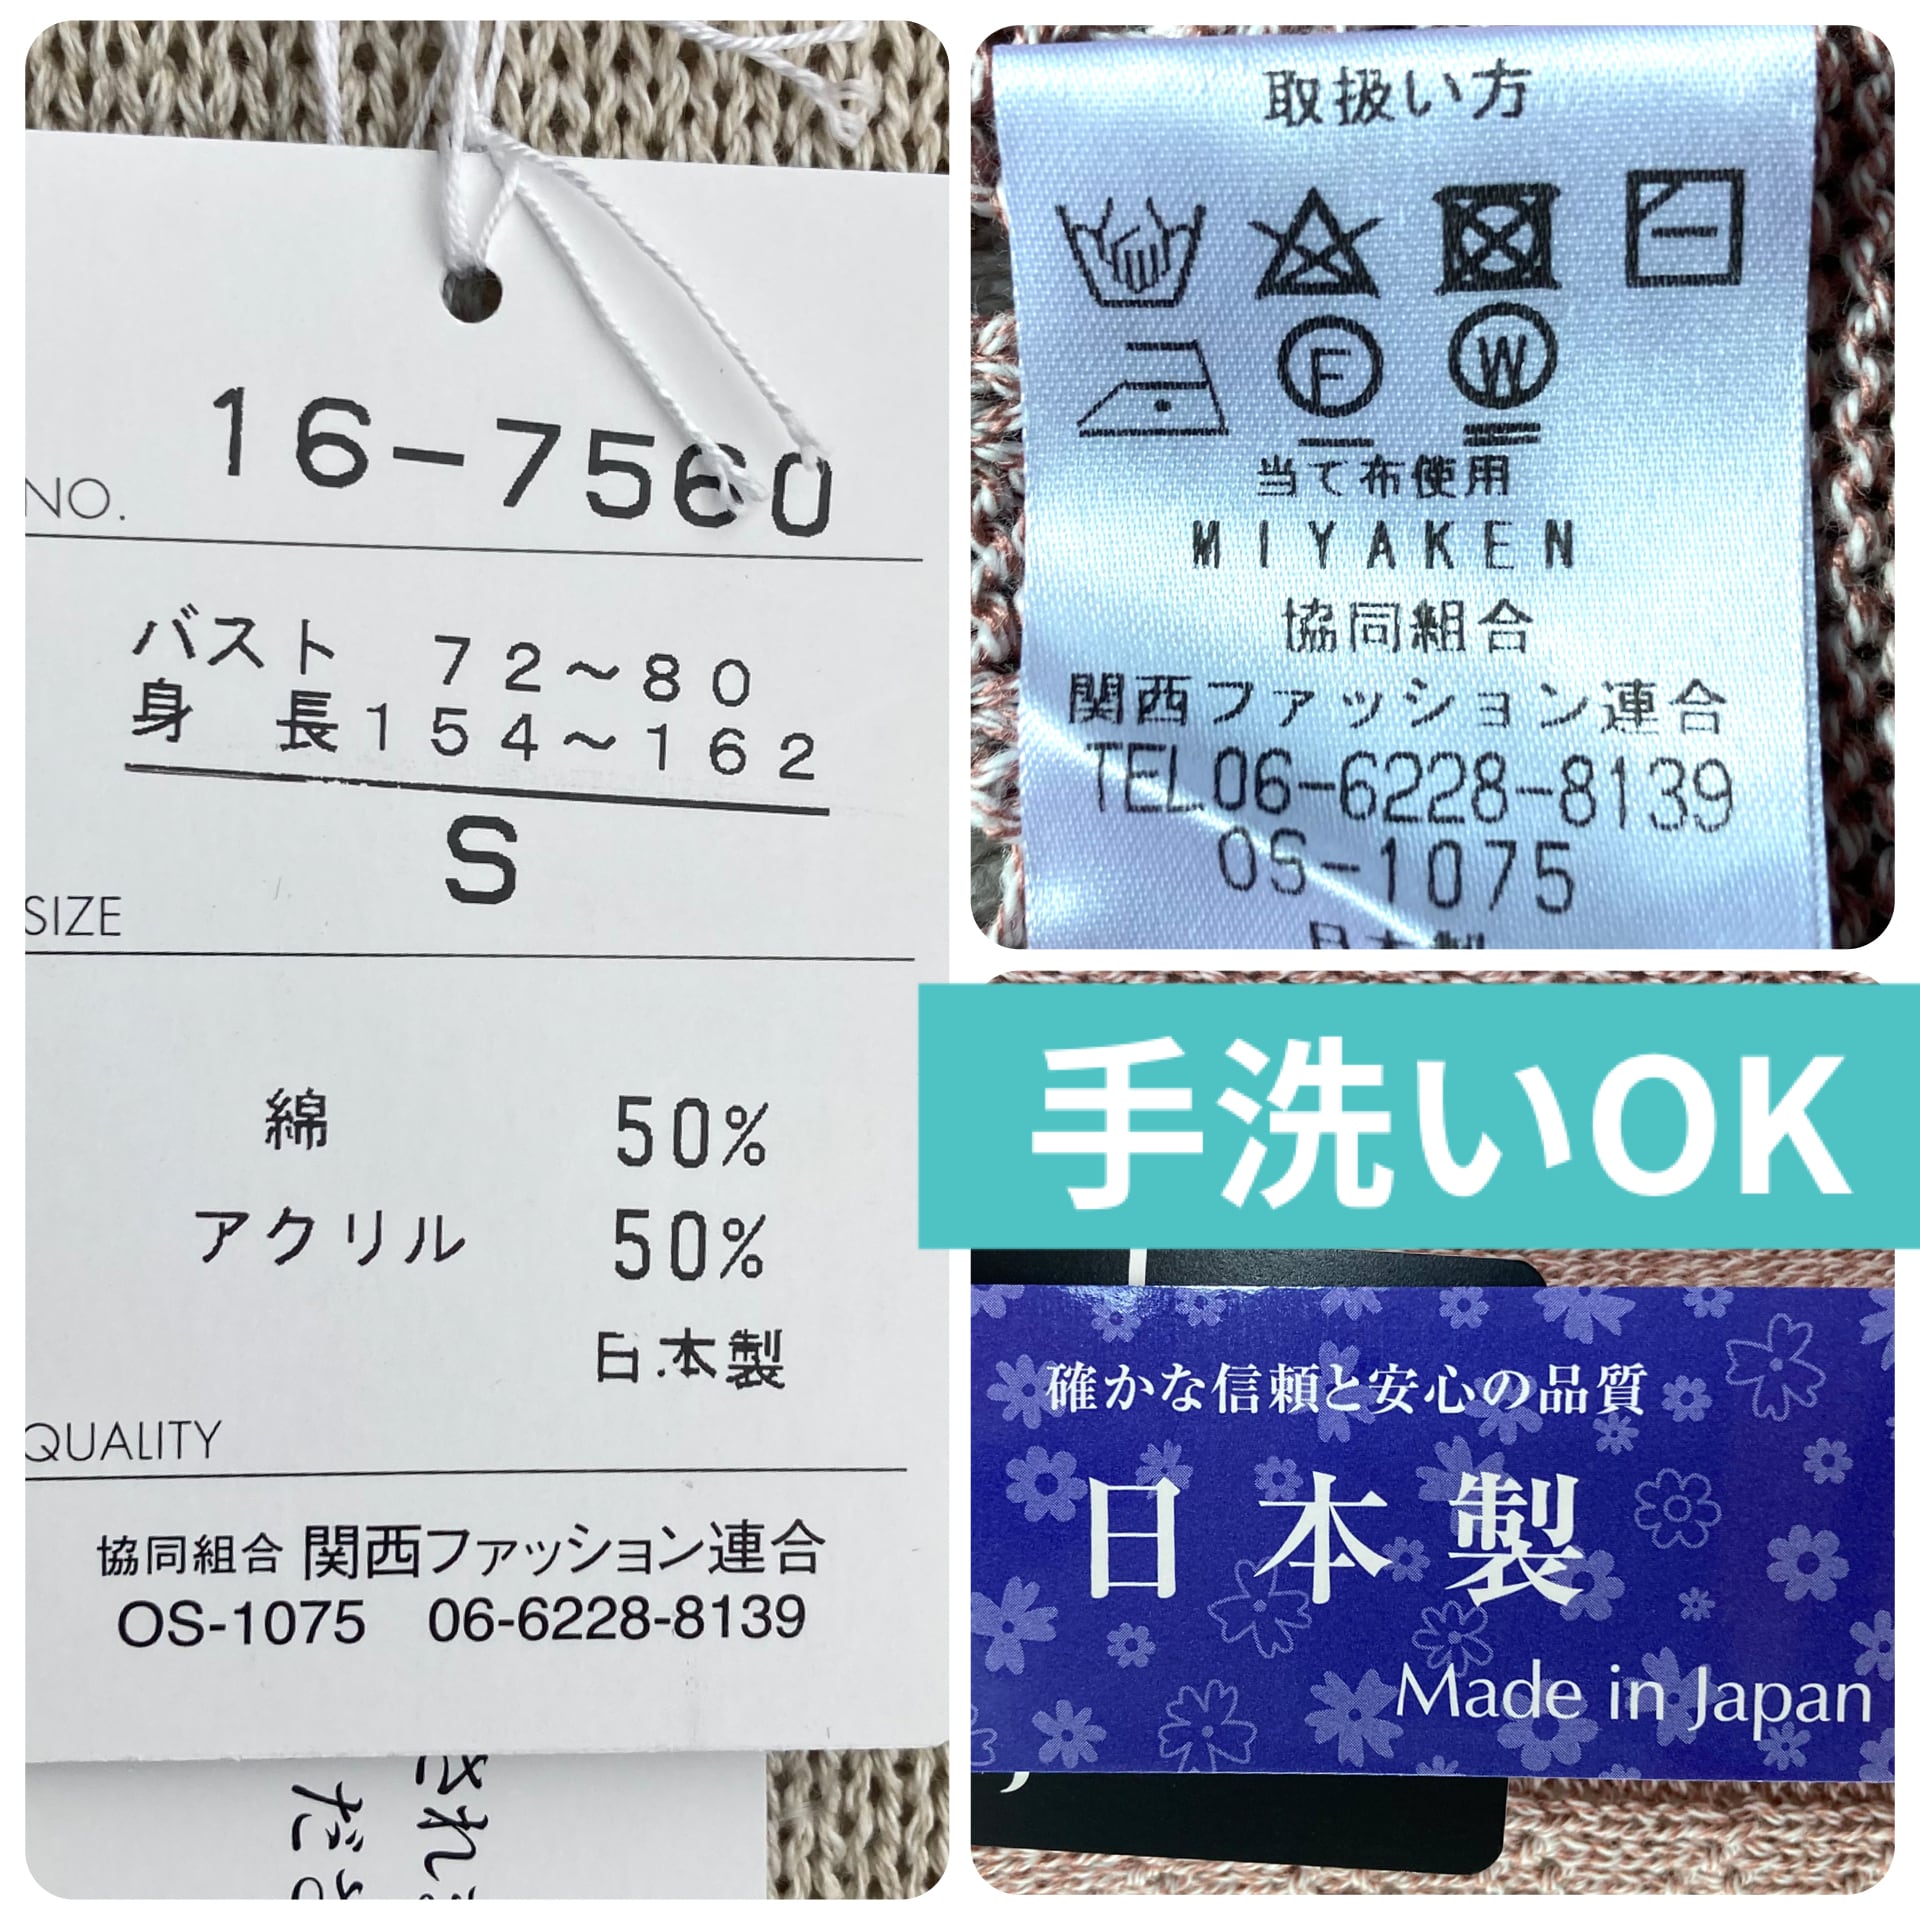 16-7560
NO.
バスト 72～80
身 長154～162
S
SIZE
綿 50%
アクリル 50%
日本製
QUALITY
協同組合 関西ファッション連合
OS-1075 06-6228-8139
取扱い方
F W
当て布使用
MIYAKEN
協同組合
関西ファッション連合
TEL06-6228-8139
OS-1075
日本製
手洗いOK
確かな信頼と安心の品質
日本製
Made in Japan